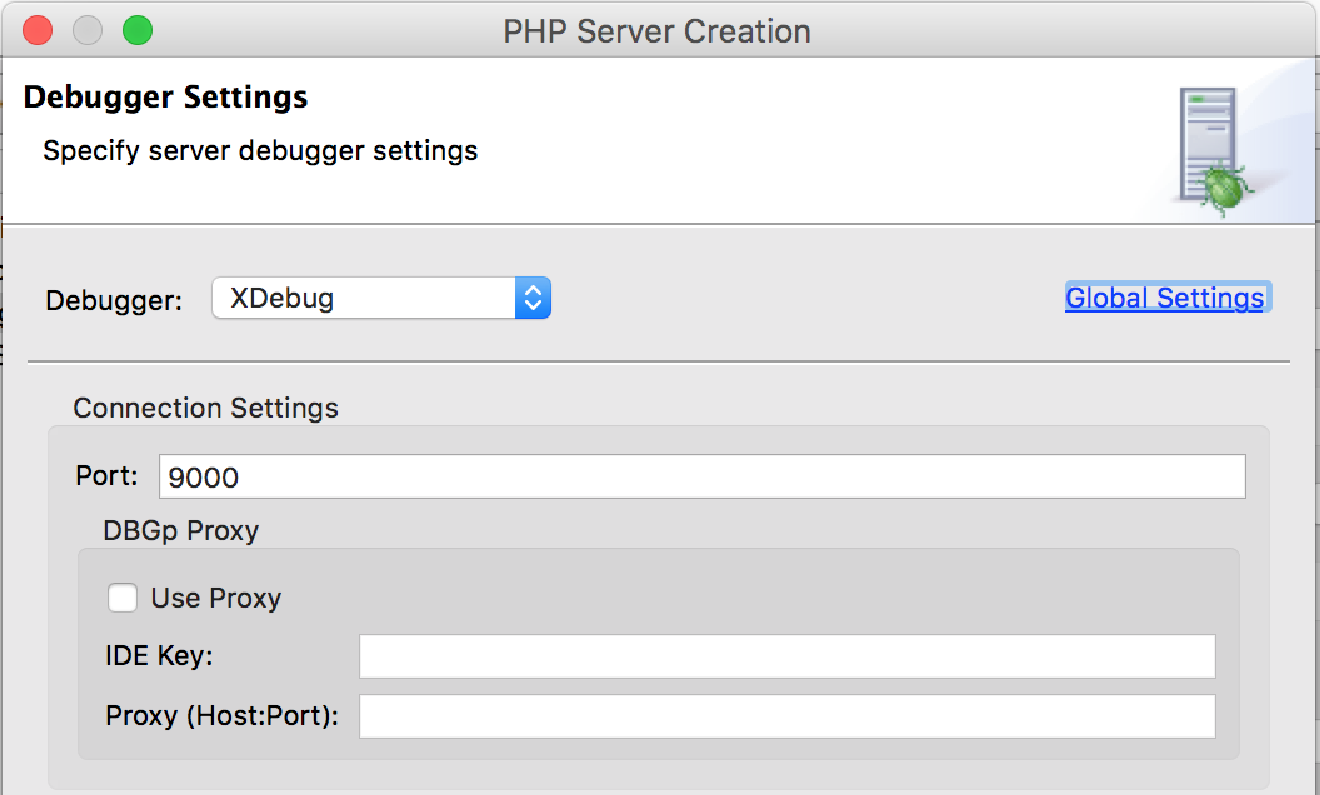 PHP Server Creation
Debugger Settings
Specify server debugger settings
Debugger: XDebug Global Settings
Connection Settings
Port: 9000
DBGp Proxy
Use Proxy
IDE Key:
Proxy (Host:Port):